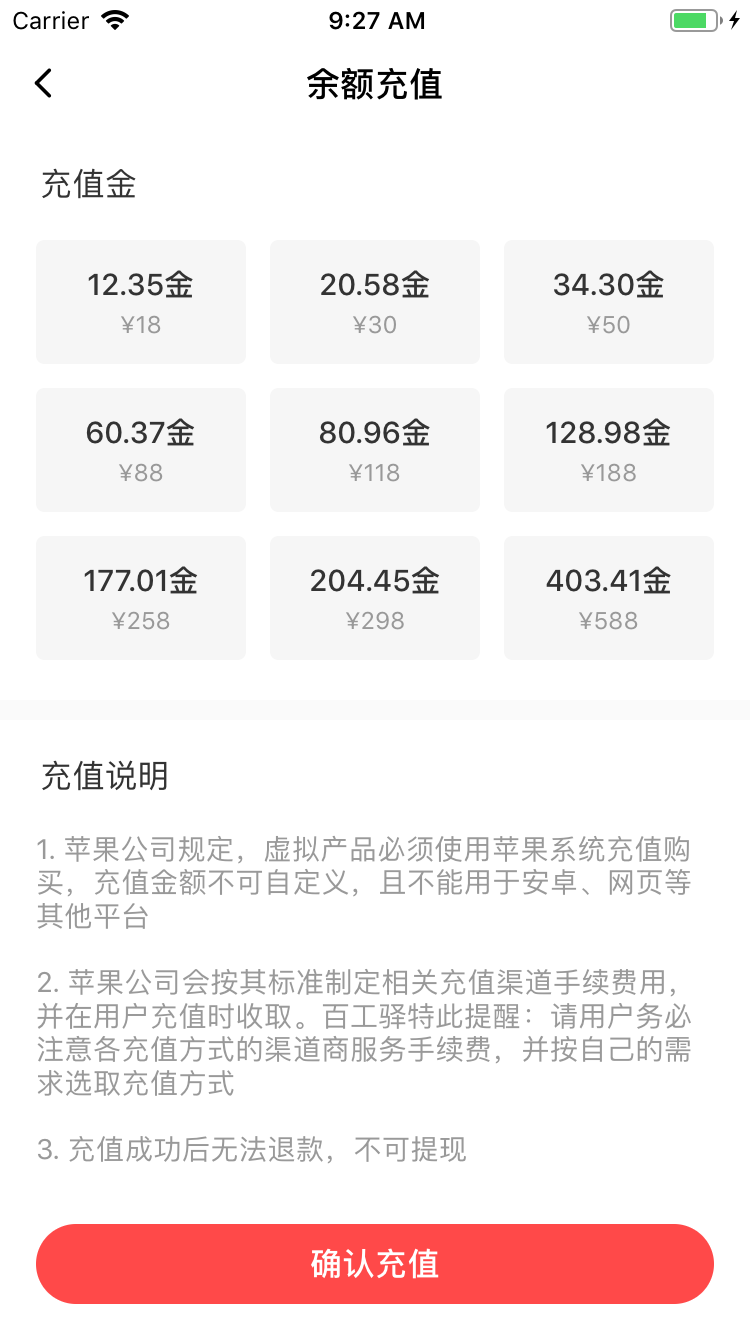 Carrier 9:27 AM
余额充值
充值金
12.35金 20.58金 34.30金
¥18 ¥30 ¥50
60.37金 80.96金 128.98金
¥88 ¥118 ¥188
177.01金 204.45金 403.41金
¥258 ¥298 ¥588
充值说明
1. 苹果公司规定，虚拟产品必须使用苹果系统充值购
买，充值金额不可自定义，且不能用于安卓、网页等
其他平台
2. 苹果公司会按其标准制定相关充值渠道手续费用，
并在用户充值时收取。百工驿特此提醒：请用户务必
注意各充值方式的渠道商服务手续费，并按自己的需
求选取充值方式
3. 充值成功后无法退款，不可提现
确认充值